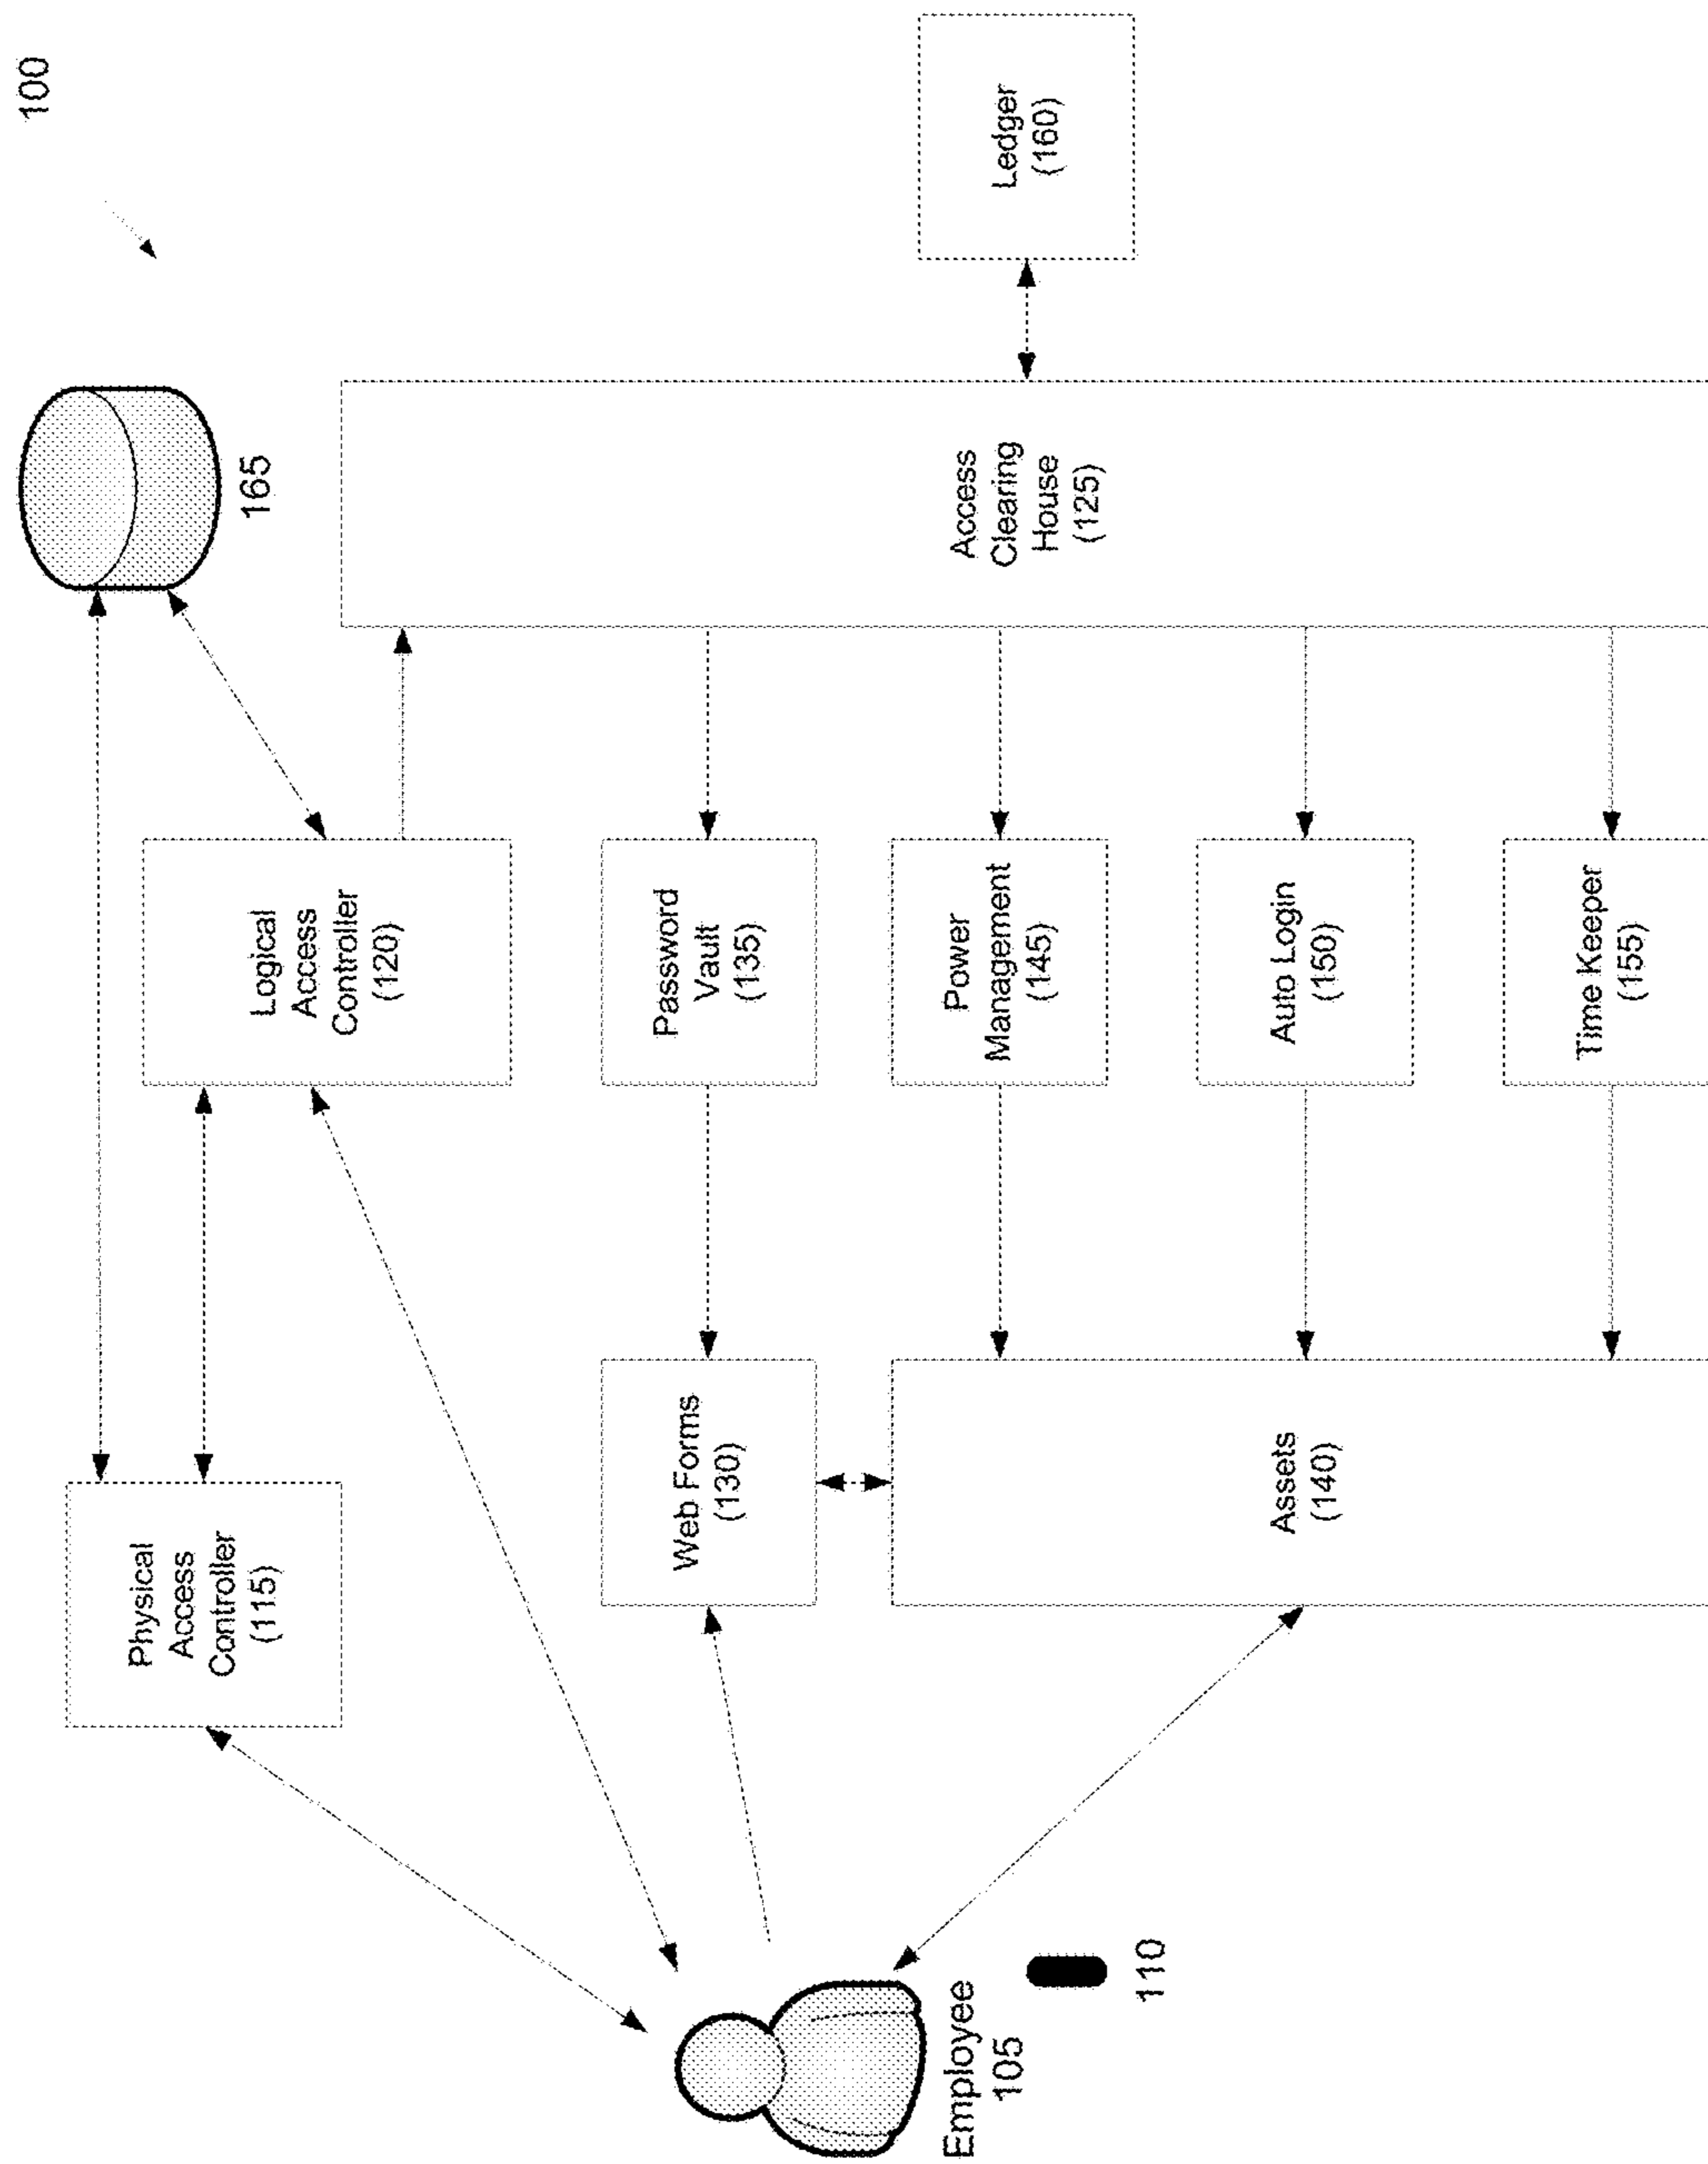 100
165
Physical
Access
Controller
(115)
Logical
Access
Controller
(120)
Access
Clearing
House
(125)
Ledger
(160)
Web Forms
(130)
Password
Vault
(135)
Employee
105
110
Assets
(140)
Power
Management
(145)
Auto Login
(150)
Time Keeper
(155)